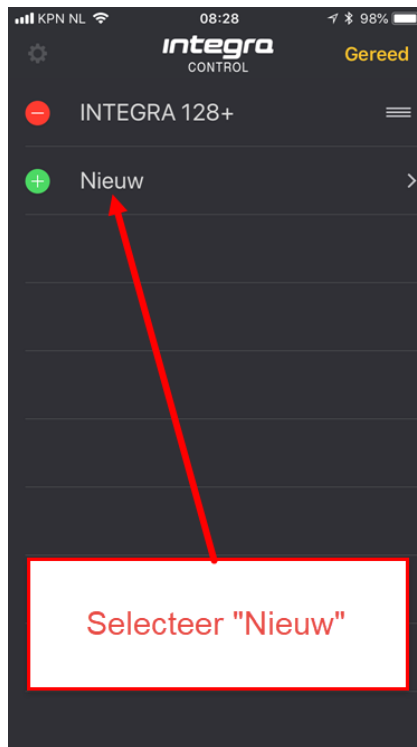 KPN NL 08:28 98%
integra
CONTROL
Gereed
INTEGRA 128+
Nieuw
Selecteer "Nieuw"